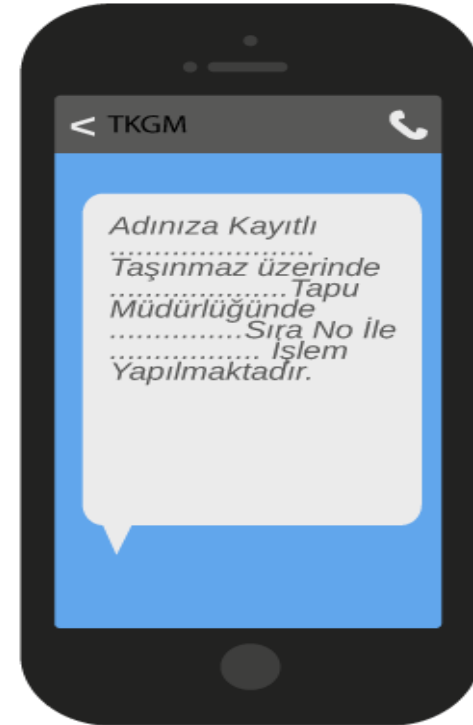 < TKGM
Adınıza Kayıtlı
.......................
Taşınmaz üzerinde
....................Tapu
Müdürlüğünde
...............Sıra No İle
................. İşlem
Yapılmaktadır.